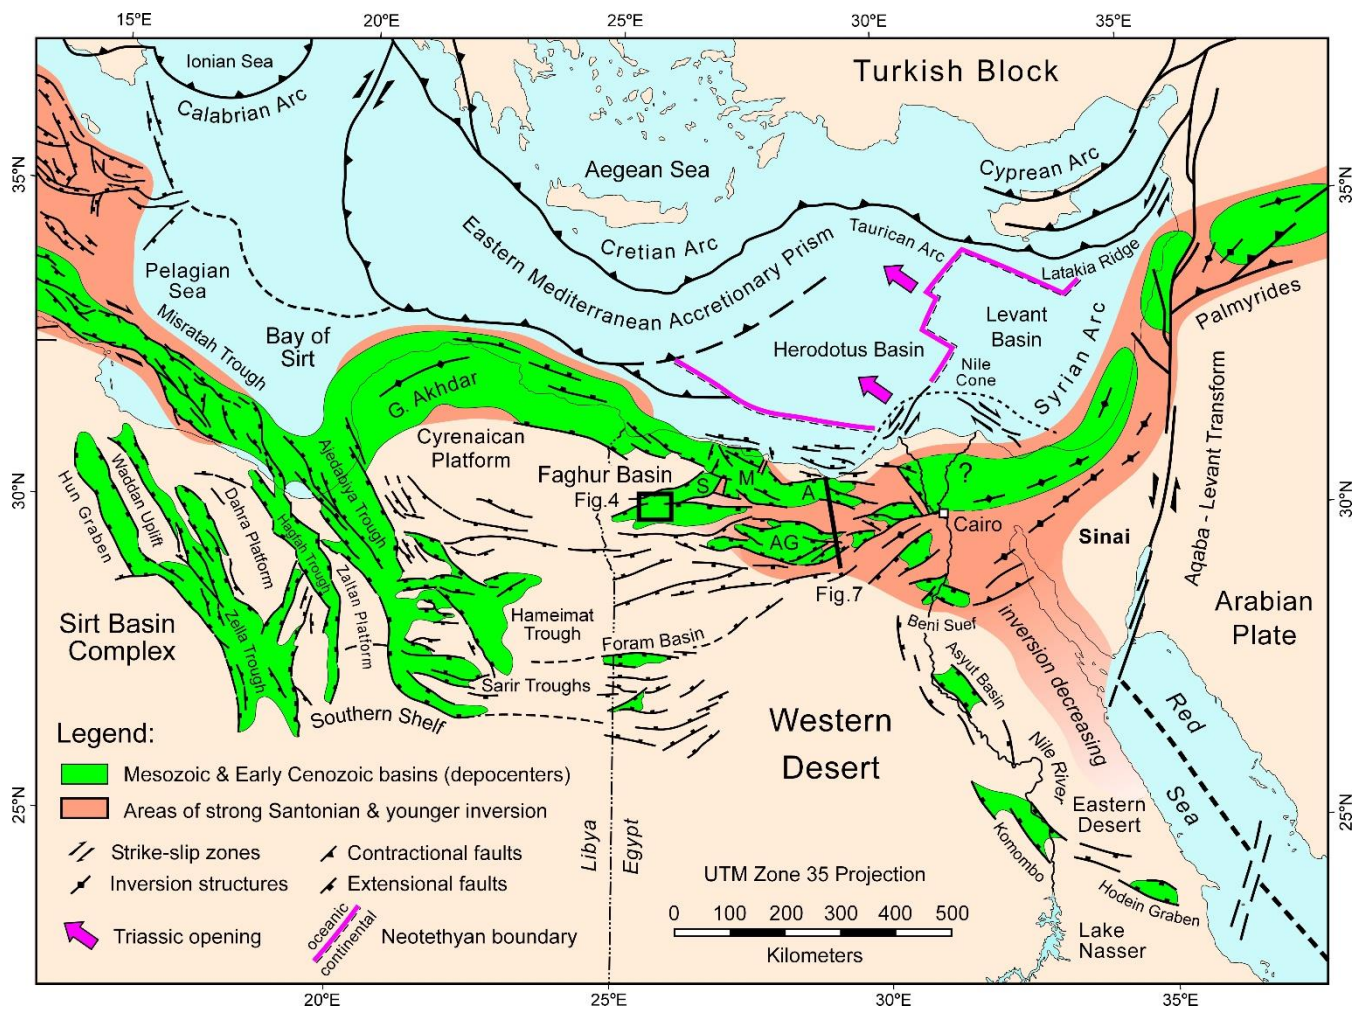 15°E
20°E
25°E
30°E
35°E
Ionian Sea
Calabrian Arc
Turkish Block
35°N
Aegean Sea
Cyprean Arc
35°N
Cretian Arc
Taurican Arc
Eastern Mediterranean Accretionary Prism
Latakia Ridge
Pelagian
Sea
Misratah Trough
Bay of
Sirt
Herodotus Basin
Levant
Basin
Nile
Cone
Syrian Arc
Palmyrides
G. Akhdar
Cyrenaican
Platform
Ajedabiya Trough
Faghur Basin
Fig.4
S
M
A
AG
?
30°N
30°N
Cairo
Sinai
Aqaba - Levant Transform
Hun Graben
Waddan Uplift
Dahra Platform
Hagfah Trough
Zaltan Platform
Zella Trough
Sirt Basin
Complex
Hameimat
Trough
Foram Basin
Sarir Troughs
Southern Shelf
Fig.7
Beni Suef
Asyut Basin
inversion decreasing
Arabian
Plate
Western
Desert
Nile River
Red
Sea
Eastern
Desert
Komombo
Hodein Graben
Lake
Nasser
Libya
Egypt
25°N
25°N
Legend:
Mesozoic & Early Cenozoic basins (depocenters)
Areas of strong Santonian & younger inversion
Strike-slip zones
Contractional faults
Inversion structures
Extensional faults
Triassic opening
oceanic
continental
Neotethyan boundary
UTM Zone 35 Projection
0 100 200 300 400 500
Kilometers
20°E
25°E
30°E
35°E